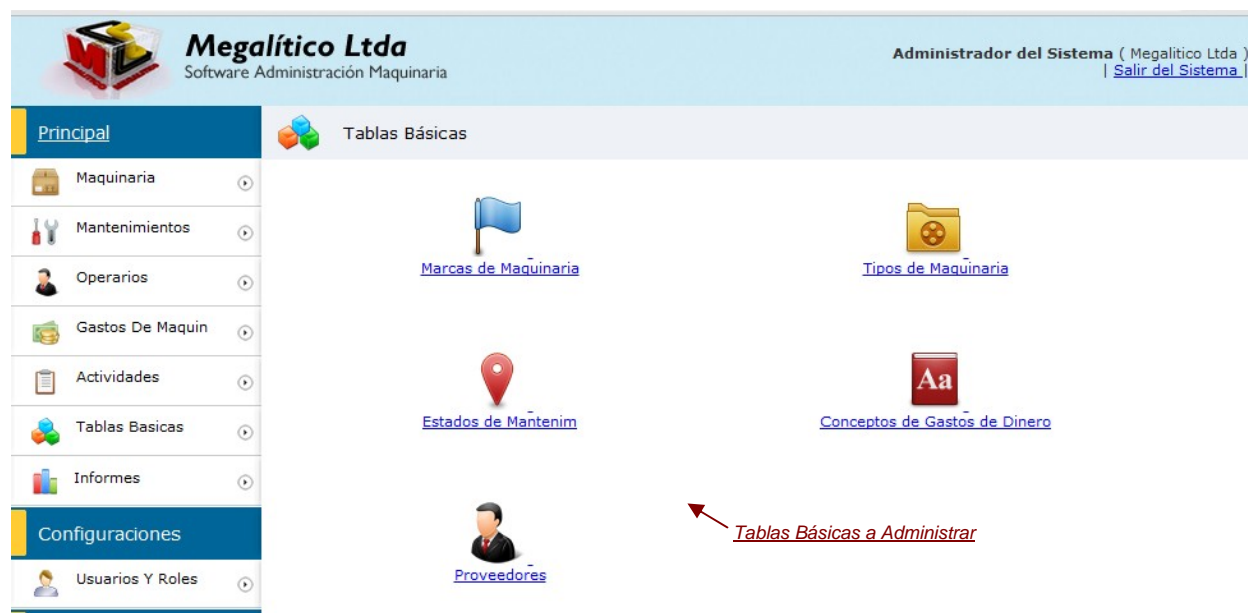 MCL
Megalítico Ltda
Software Administración Maquinaria
Administrador del Sistema ( Megalitico Ltda )
| Salir del Sistema |
Principal
Tablas Básicas
Maquinaria
Mantenimientos
Operarios
Gastos De Maquin
Actividades
Tablas Basicas
Informes
Configuraciones
Usuarios Y Roles
Marcas de Maquinaria
Tipos de Maquinaria
Estados de Mantenim
Aa
Conceptos de Gastos de Dinero
Proveedores
Tablas Básicas a Administrar